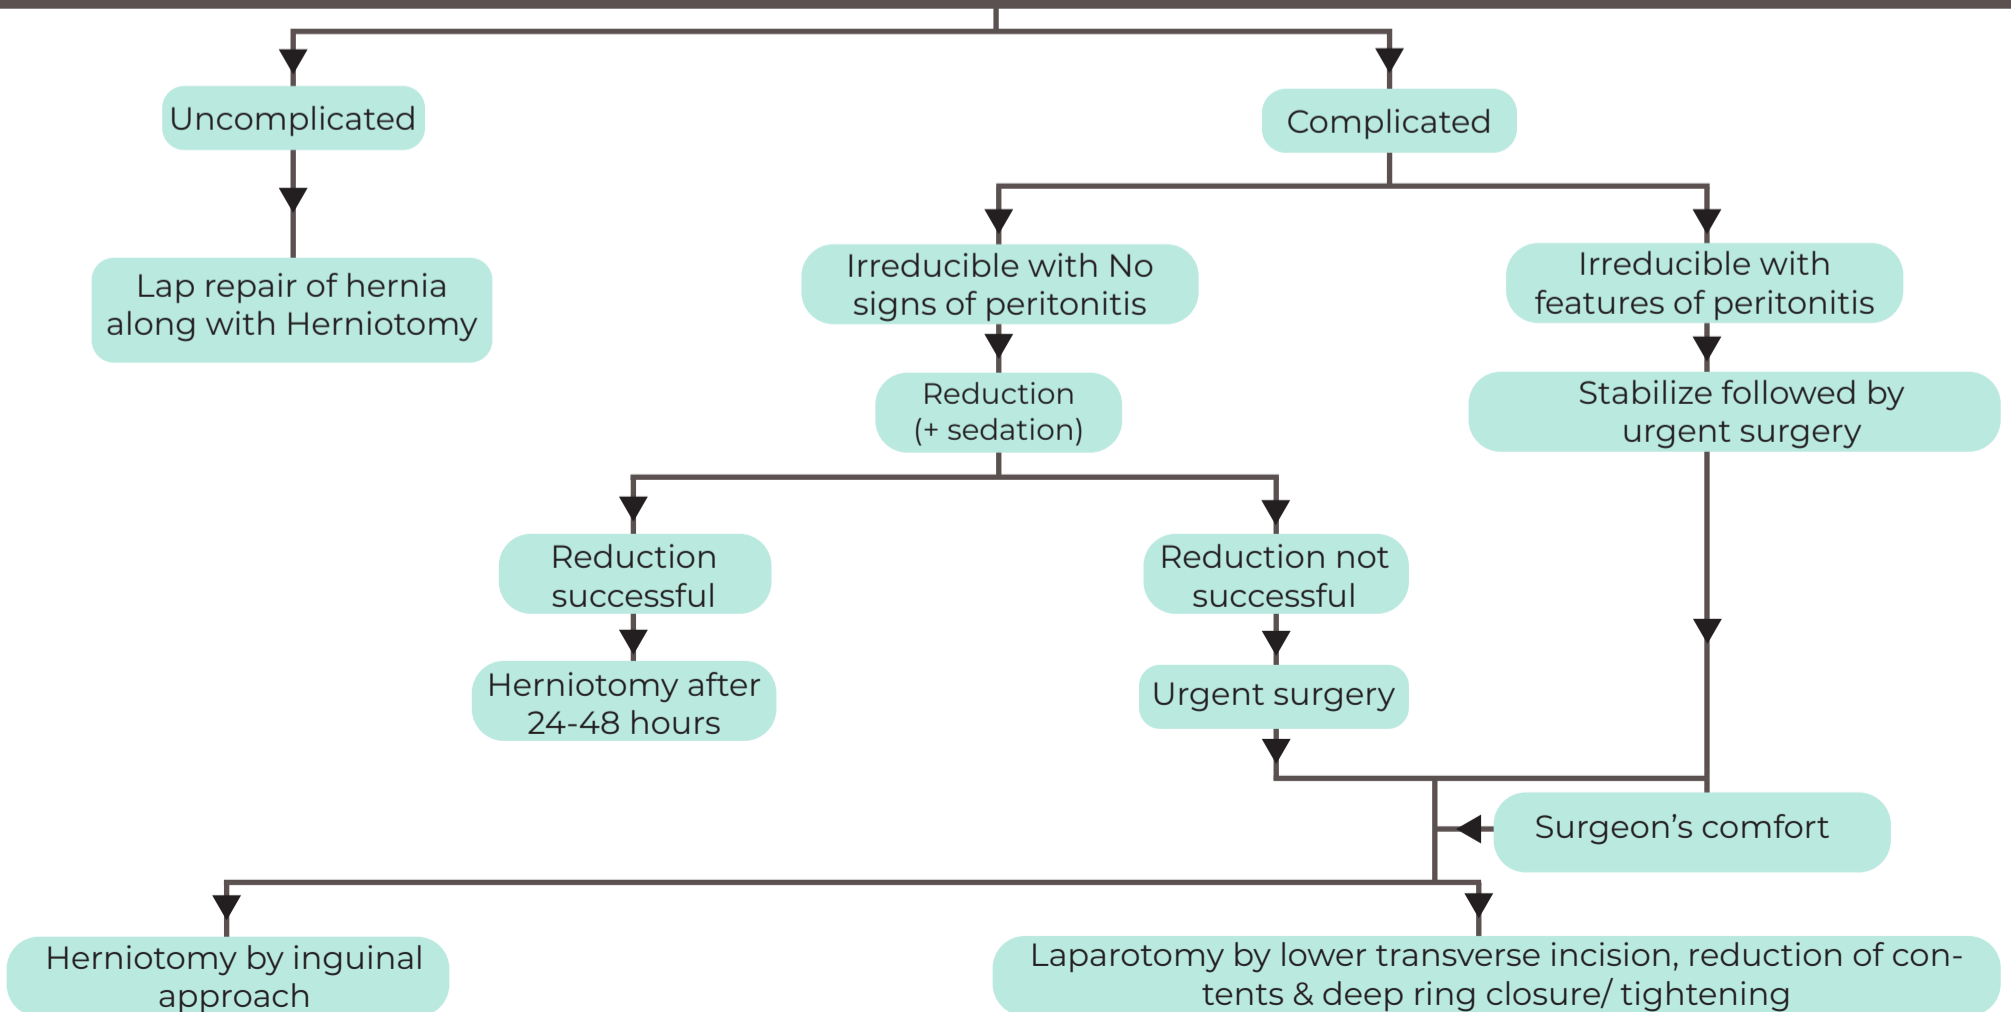 Uncomplicated
Complicated
Lap repair of hernia
along with Herniotomy
Irreducible with No
signs of peritonitis
Irreducible with
features of peritonitis
Reduction
(+ sedation)
Stabilize followed by
urgent surgery
Reduction
successful
Reduction not
successful
Herniotomy after
24-48 hours
Urgent surgery
Surgeon’s comfort
Herniotomy by inguinal
approach
Laparotomy by lower transverse incision, reduction of con-
tents & deep ring closure/ tightening